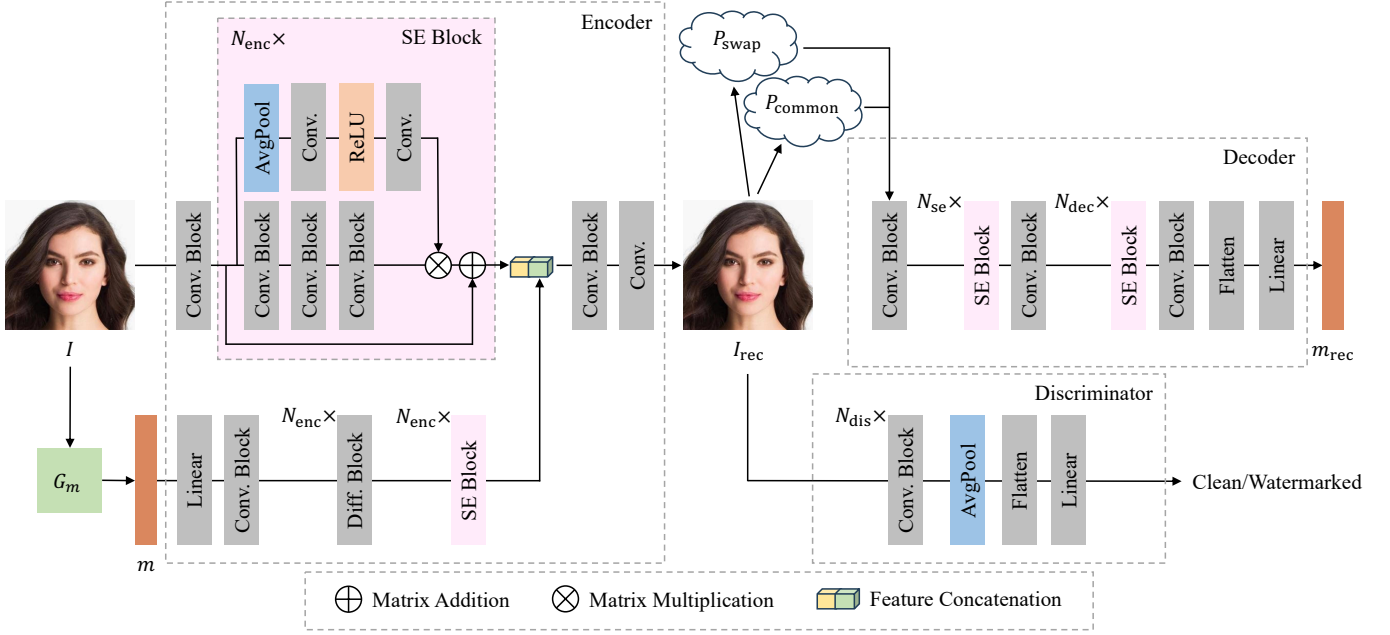 Encoder
N_enc×
SE Block
AvgPool
Conv.
ReLU
Conv.
Conv. Block
Conv. Block
Conv. Block
Conv. Block
Conv. Block
Conv.
I
G_m
m
Linear
Conv. Block
N_enc×
Diff. Block
N_enc×
SE Block
P_swap
P_common
I_rec
Decoder
Conv. Block
N_se×
SE Block
Conv. Block
N_dec×
SE Block
Conv. Block
Flatten
Linear
m_rec
Discriminator
N_dis×
Conv. Block
AvgPool
Flatten
Linear
Clean/Watermarked
Matrix Addition
Matrix Multiplication
Feature Concatenation